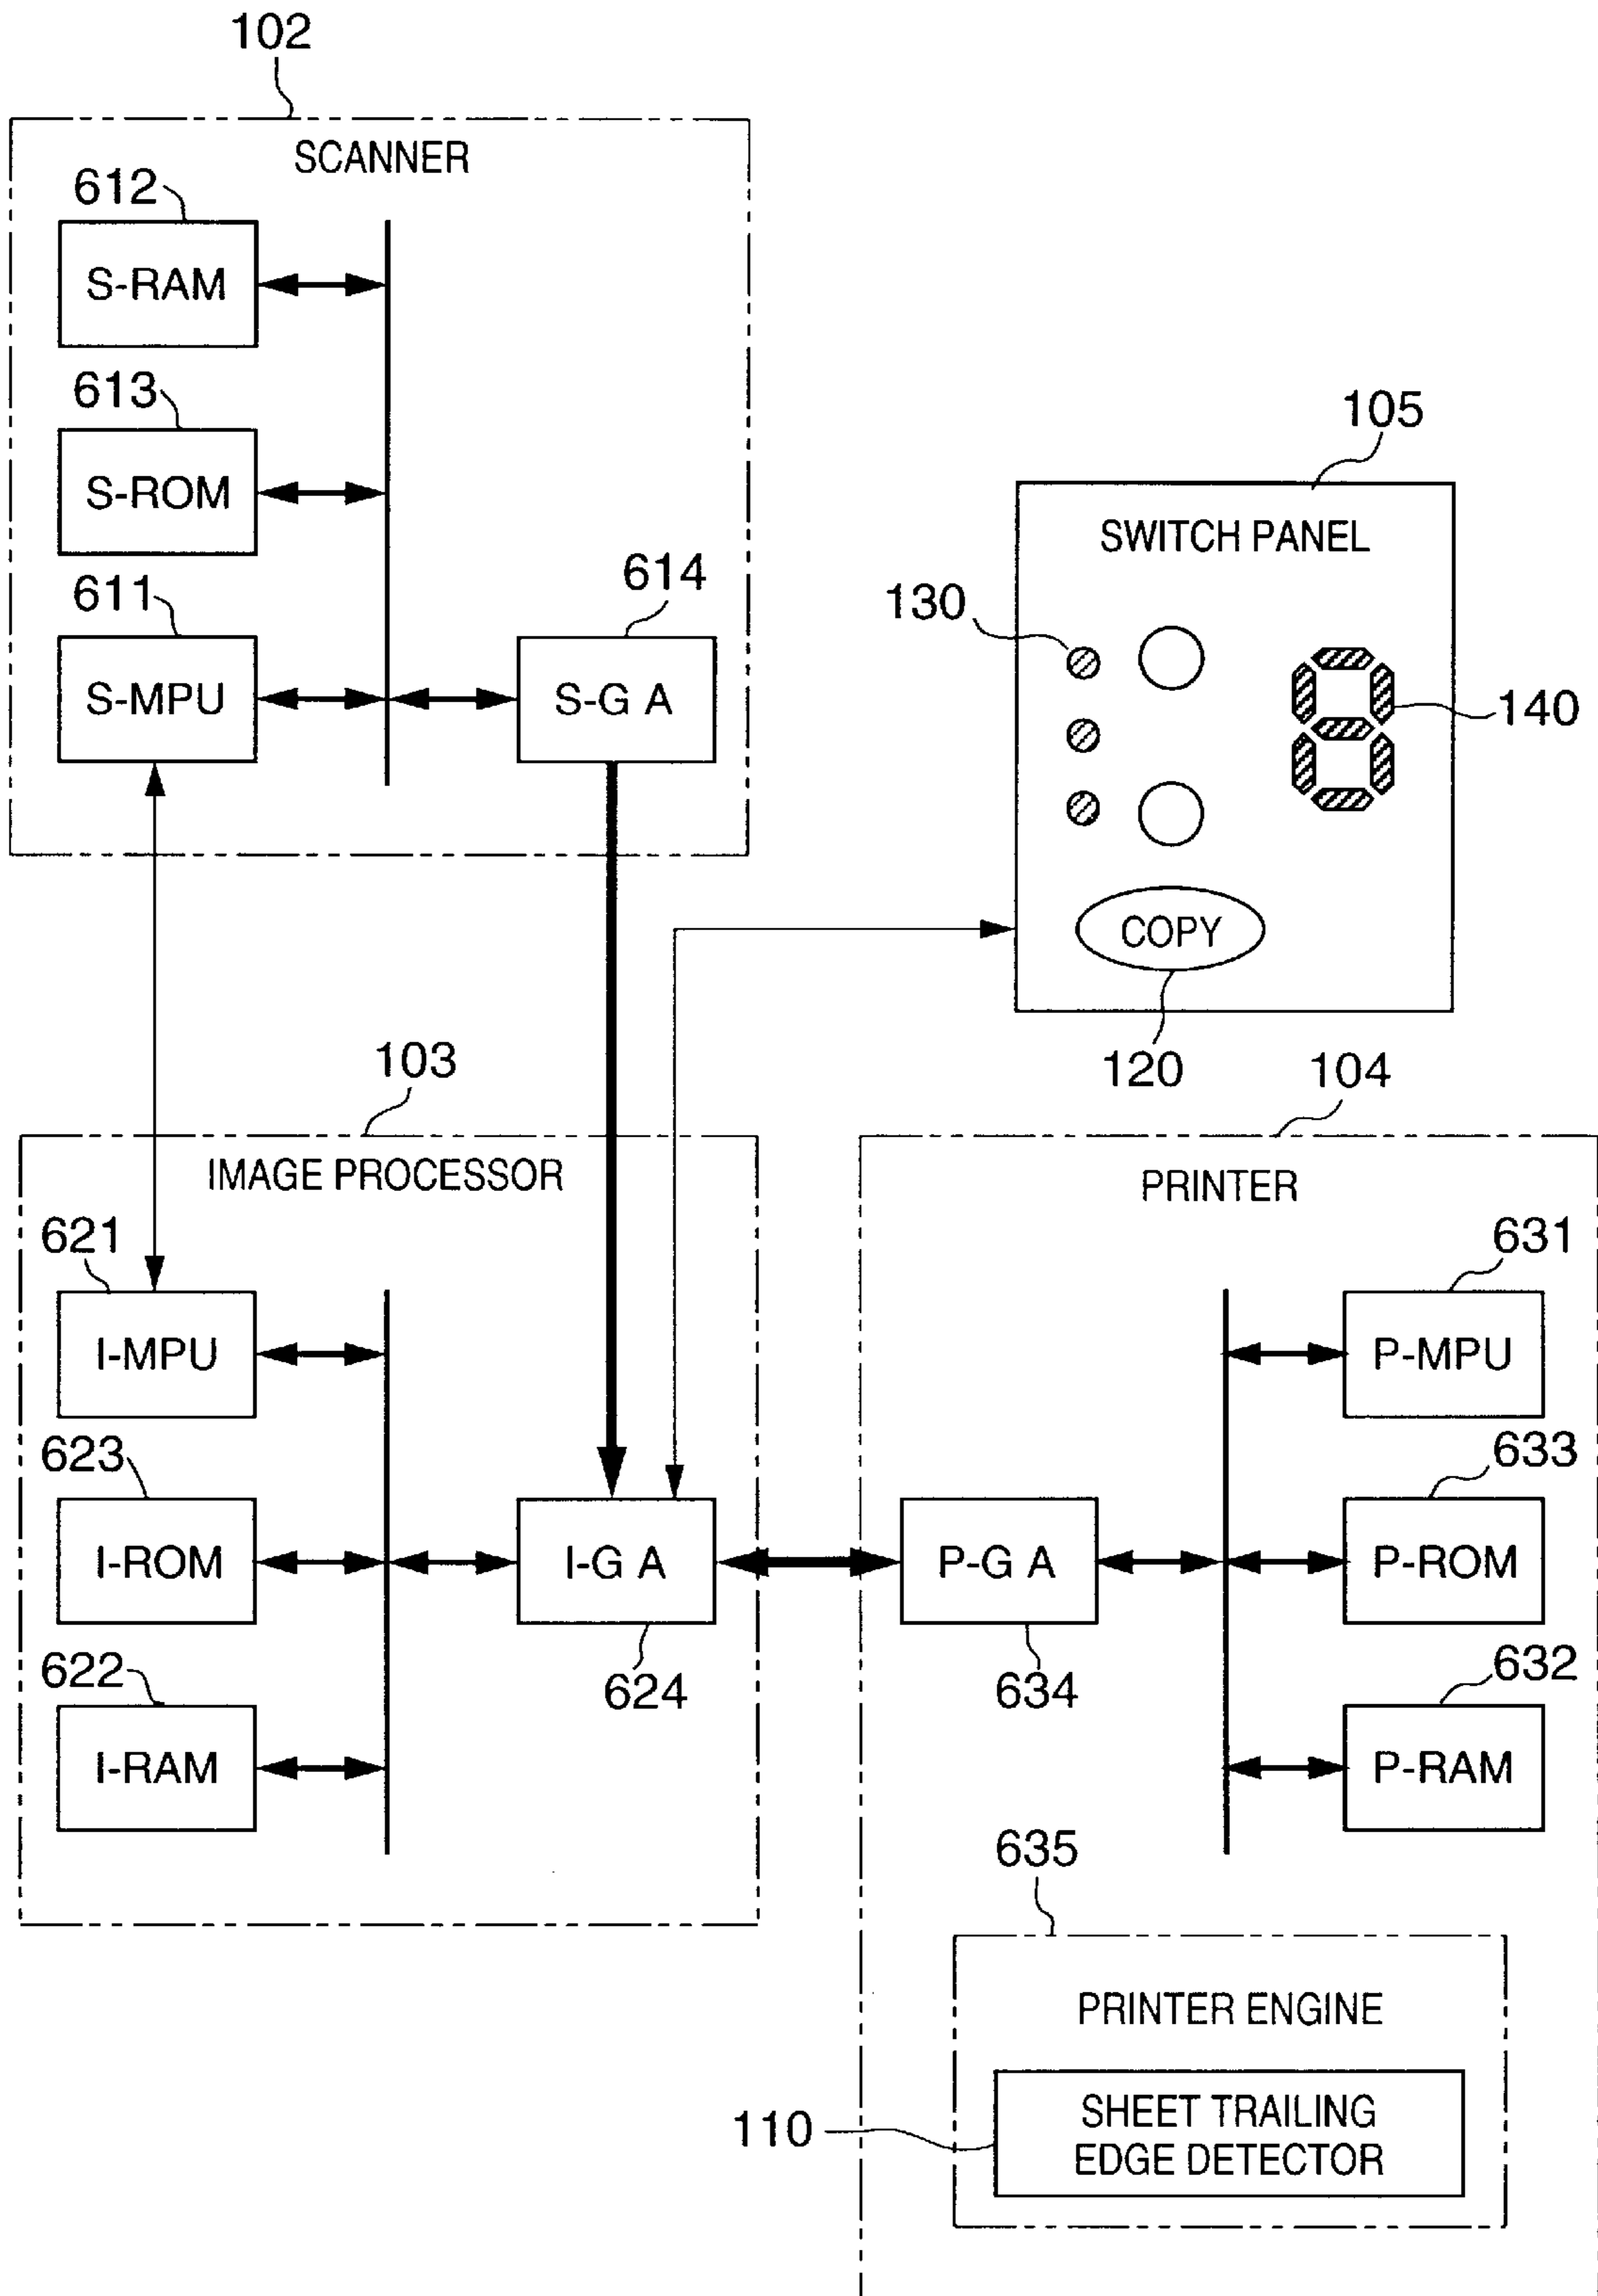 102
SCANNER
612
S-RAM
613
S-ROM
611
S-MPU
614
S-G A
105
SWITCH PANEL
130
140
COPY
120
103
IMAGE PROCESSOR
621
I-MPU
623
I-ROM
622
I-RAM
I-G A
624
104
PRINTER
631
P-MPU
633
P-ROM
632
P-RAM
P-G A
634
635
PRINTER ENGINE
110
SHEET TRAILING
EDGE DETECTOR